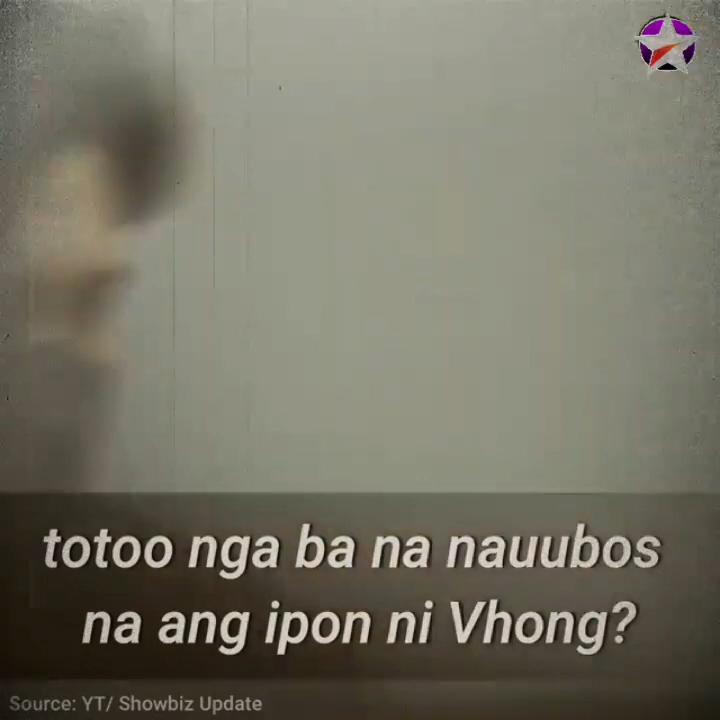 totoo nga ba na nauubos
na ang ipon ni Vhong?
Source: YT/ Showbiz Update